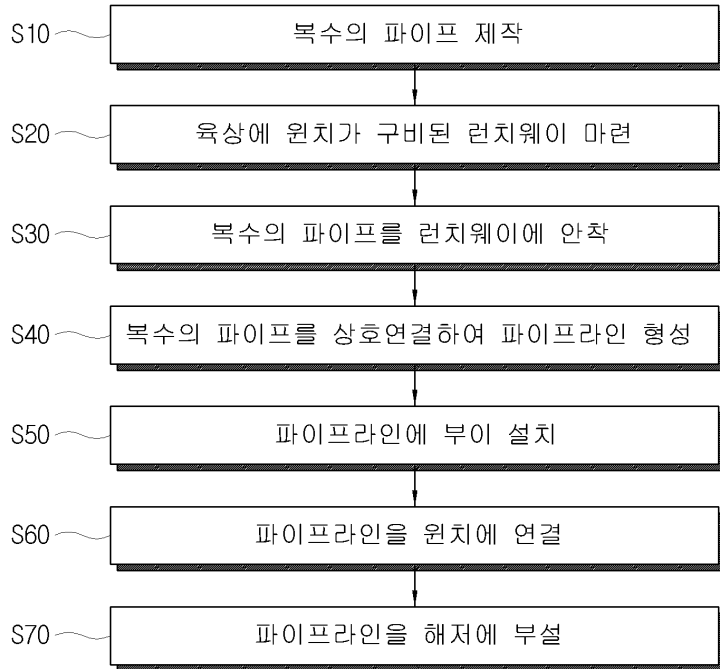 S10 복수의 파이프 제작
S20 육상에 윈치가 구비된 런치웨이 마련
S30 복수의 파이프를 런치웨이에 안착
S40 복수의 파이프를 상호연결하여 파이프라인 형성
S50 파이프라인에 부이 설치
S60 파이프라인을 윈치에 연결
S70 파이프라인을 해저에 부설